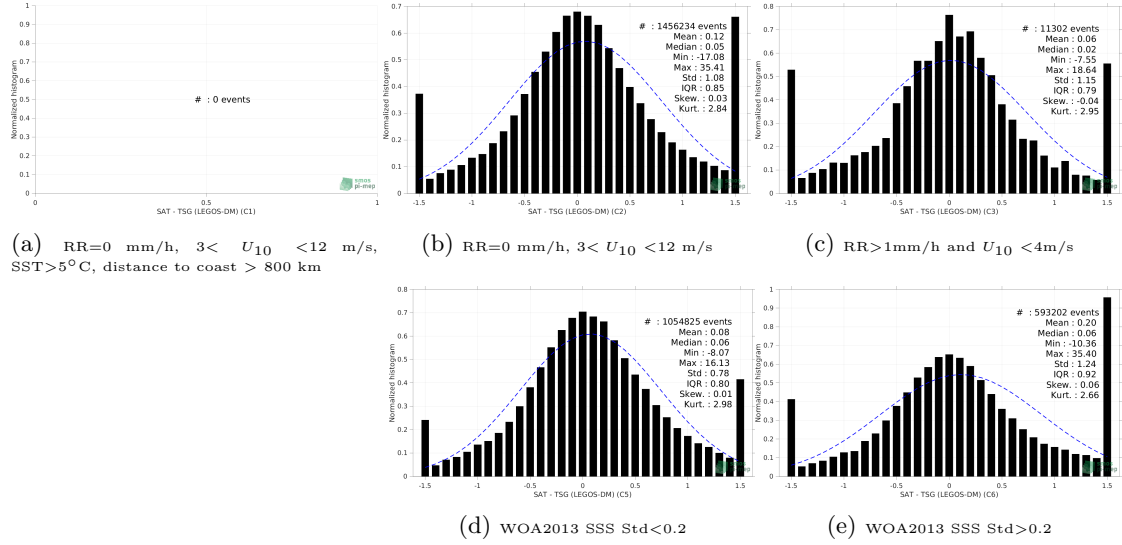 1
0.9
0.8
0.7
0.6
0.5
0.4
0.3
0.2
0.1
0
Normalized histogram
# : 0 events
smos
pi-mep
0 0.5 1
SAT - TSG (LEGOS-DM) (C1)
(a) RR=0 mm/h, 3< U10 <12 m/s,
SST>5°C, distance to coast > 800 km
0.7
0.6
0.5
0.4
0.3
0.2
0.1
0
Normalized histogram
# : 1456234 events
Mean : 0.12
Median : 0.05
Min : -17.08
Max : 35.41
Std : 1.08
IQR : 0.85
Skew. : 0.03
Kurt. : 2.84
smos
pi-mep
-1.5 -1 -0.5 0 0.5 1 1.5
SAT - TSG (LEGOS-DM) (C2)
(b) RR=0 mm/h, 3< U10 <12 m/s
0.8
0.7
0.6
0.5
0.4
0.3
0.2
0.1
0
Normalized histogram
# : 11302 events
Mean : 0.06
Median : 0.02
Min : -7.55
Max : 18.64
Std : 1.15
IQR : 0.79
Skew. : -0.04
Kurt. : 2.95
-1.5 -1 -0.5 0 0.5 1 1.5
SAT - TSG (LEGOS-DM) (C3)
(c) RR>1mm/h and U10 <4m/s
0.8
0.7
0.6
0.5
0.4
0.3
0.2
0.1
0
Normalized histogram
# : 1054825 events
Mean : 0.08
Median : 0.06
Min : -8.07
Max : 16.13
Std : 0.78
IQR : 0.80
Skew. : 0.01
Kurt. : 2.98
-1.5 -1 -0.5 0 0.5 1 1.5
SAT - TSG (LEGOS-DM) (C5)
(d) WOA2013 SSS Std<0.2
1
0.9
0.8
0.7
0.6
0.5
0.4
0.3
0.2
0.1
0
Normalized histogram
# : 593202 events
Mean : 0.20
Median : 0.06
Min : -10.36
Max : 35.40
Std : 1.24
IQR : 0.92
Skew. : 0.06
Kurt. : 2.66
-1.5 -1 -0.5 0 0.5 1 1.5
SAT - TSG (LEGOS-DM) (C6)
(e) WOA2013 SSS Std>0.2